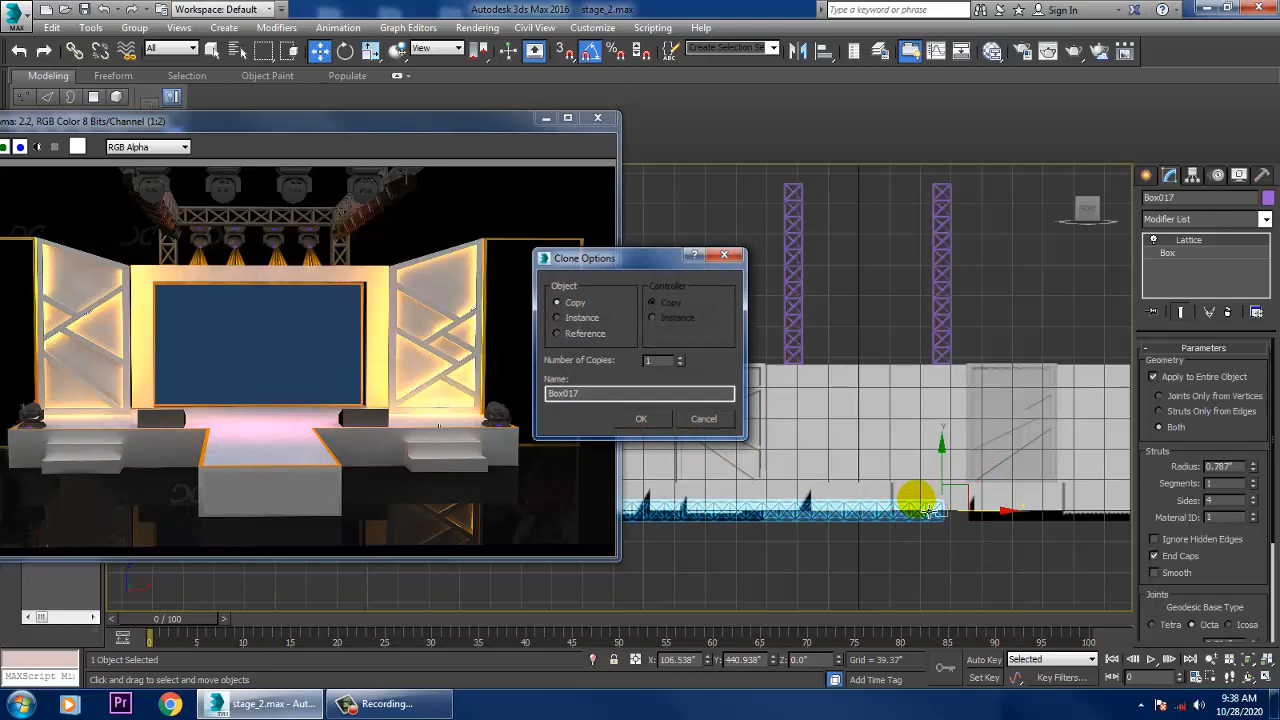 MAX
Workspace: Default
Autodesk 3ds Max 2016 stage_2.max
Type a keyword or phrase
Sign In
Edit Tools Group Views Create Modifiers Animation Graph Editors Rendering Civil View Customize Scripting Help
All
View
Create Selection Se
Modeling Freeform Selection Object Paint Populate
ma: 2.2, RGB Color 8 Bits/Channel (1:2)
RGB Alpha
FRONT
Box017
Modifier List
Lattice
Box
Clone Options
Object
Controller
Copy
Copy
Instance
Instance
Reference
Number of Copies: 1
Name:
Box017
OK
Cancel
Parameters
Geometry
Apply to Entire Object
Joints Only from Vertices
Struts Only from Edges
Both
Struts
Radius: 0.787"
Segments: 1
Sides: 4
Material ID: 1
Ignore Hidden Edges
End Caps
Smooth
Joints
Geodesic Base Type
Tetra Octa Icosa
y
0 / 100
0 5 10 15 20 25 30 35 40 45 50 55 60 65 70 75 80 85 90 95 100
1 Object Selected
X: 106.538" Y: 440.938" Z: 0.0" Grid = 39.37"
Auto Key Selected
MAXScript Mi:
Click and drag to select and move objects
Add Time Tag
Set Key Key Filters... 0
stage_2.max - Aut...
Recording...
Pr
9:38 AM
10/28/2020